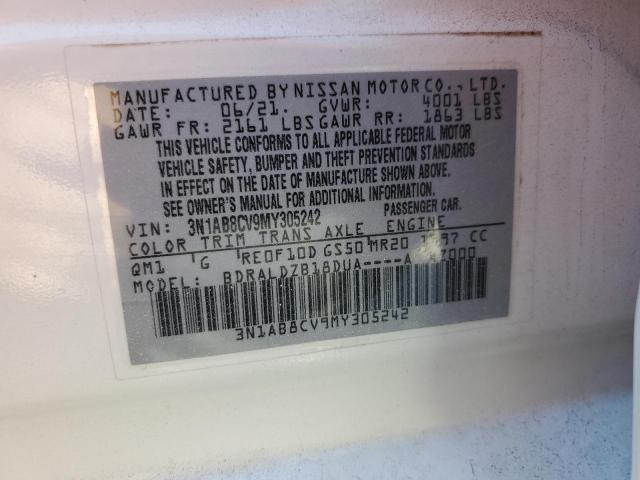 MANUFACTURED BY NISSAN MOTOR CO., LTD.
DATE: 06/21. GVWR: 4001 LBS
GAWR FR: 2161 LBS GAWR RR: 1863 LBS
THIS VEHICLE CONFORMS TO ALL APPLICABLE FEDERAL MOTOR
VEHICLE SAFETY, BUMPER AND THEFT PREVENTION STANDARDS
IN EFFECT ON THE DATE OF MANUFACTURE SHOWN ABOVE.
SEE OWNER'S MANUAL FOR ADDITIONAL INFORMATION.
VIN: 3N1AB8CV9MY305242 PASSENGER CAR.
COLOR TRIM TRANS AXLE ENGINE
QM1 G RE0F10D GS50 MR20 1997 CC
MODEL: BDRALDZB18DUA----
3N1AB8CV9MY305242